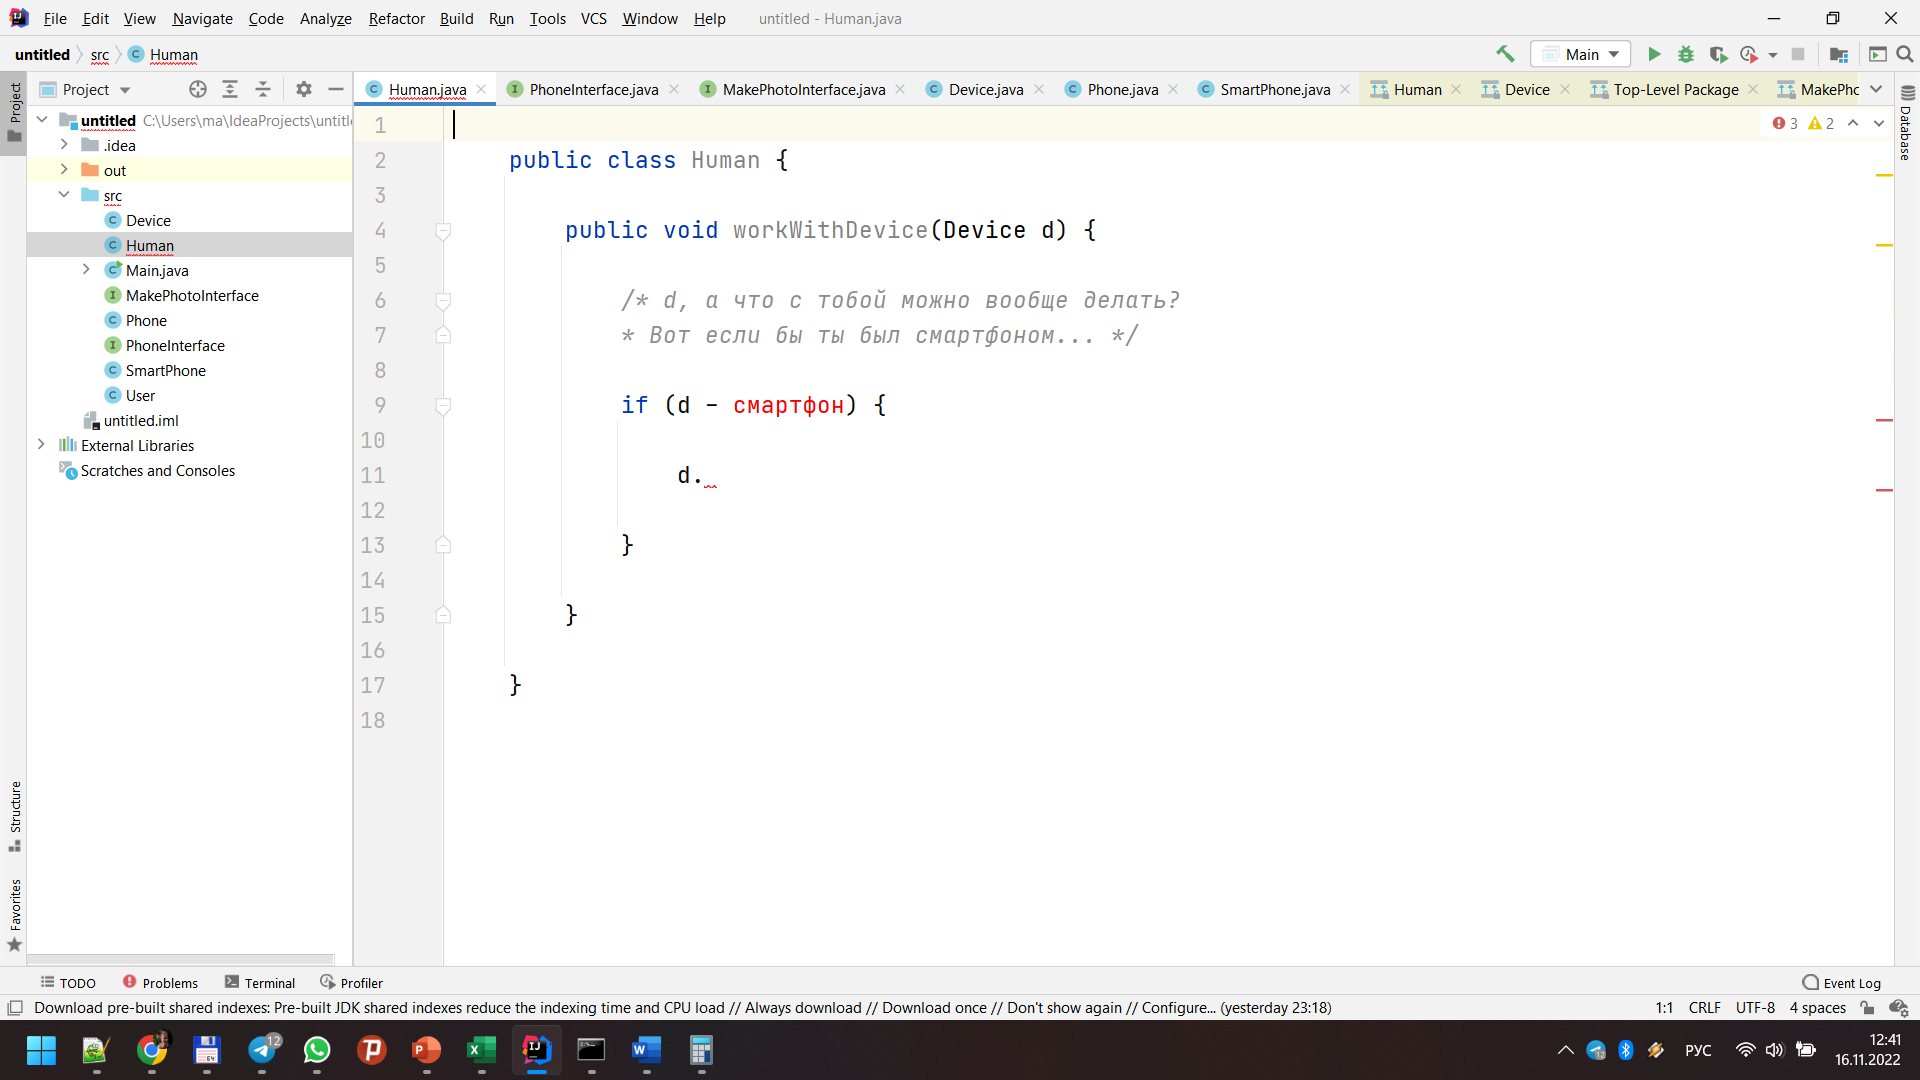 File Edit View Navigate Code Analyze Refactor Build Run Tools VCS Window Help untitled - Human.java
untitled src Human Main
Project
Project
Human.java PhoneInterface.java MakePhotoInterface.java Device.java Phone.java SmartPhone.java Human Device Top-Level Package MakePhc
Database
untitled C:\Users\ma\IdeaProjects\untitl
.idea
out
src
Device
Human
Main.java
MakePhotoInterface
Phone
PhoneInterface
SmartPhone
User
untitled.iml
External Libraries
Scratches and Consoles
3 2
1
2 public class Human {
3
4 public void workWithDevice(Device d) {
5
6 /* d, а что с тобой можно вообще делать?
7 * Вот если бы ты был смартфоном... */
8
9 if (d - смартфон) {
10
11 d.
12
13 }
14
15 }
16
17 }
18
Structure
Favorites
TODO Problems Terminal Profiler Event Log
Download pre-built shared indexes: Pre-built JDK shared indexes reduce the indexing time and CPU load // Always download // Download once // Don't show again // Configure... (yesterday 23:18) 1:1 CRLF UTF-8 4 spaces
12 РУС 12:41
16.11.2022